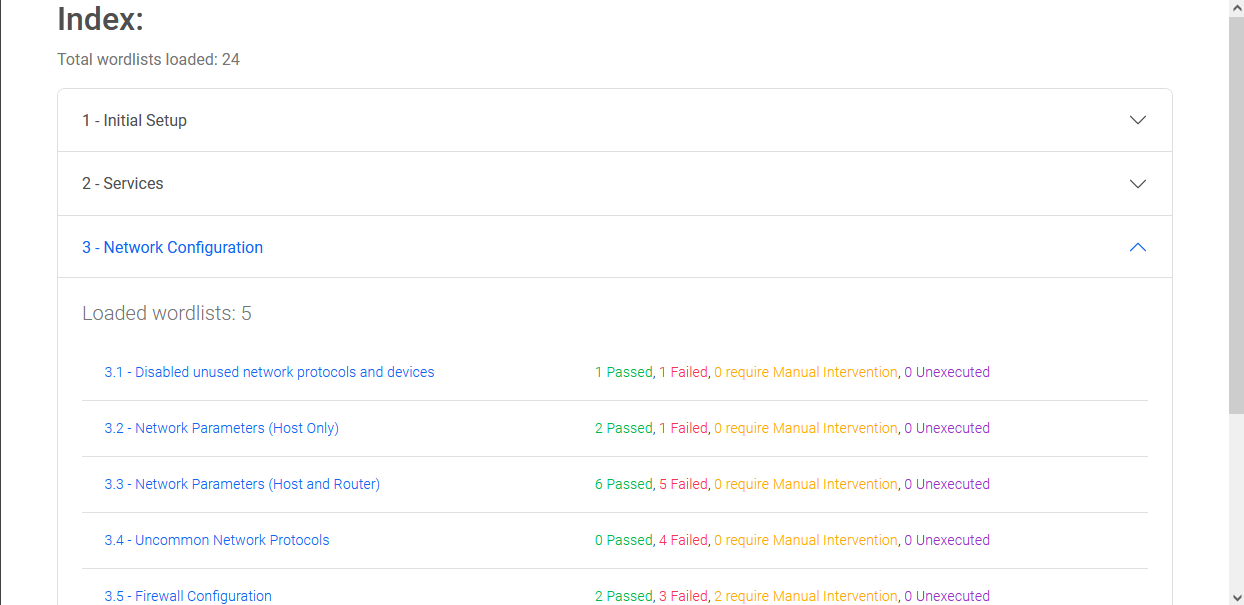 Index:
Total wordlists loaded: 24
1 - Initial Setup
2 - Services
3 - Network Configuration
Loaded wordlists: 5
3.1 - Disabled unused network protocols and devices 1 Passed, 1 Failed, 0 require Manual Intervention, 0 Unexecuted
3.2 - Network Parameters (Host Only) 2 Passed, 1 Failed, 0 require Manual Intervention, 0 Unexecuted
3.3 - Network Parameters (Host and Router) 6 Passed, 5 Failed, 0 require Manual Intervention, 0 Unexecuted
3.4 - Uncommon Network Protocols 0 Passed, 4 Failed, 0 require Manual Intervention, 0 Unexecuted
3.5 - Firewall Configuration 2 Passed, 3 Failed, 2 require Manual Intervention, 0 Unexecuted